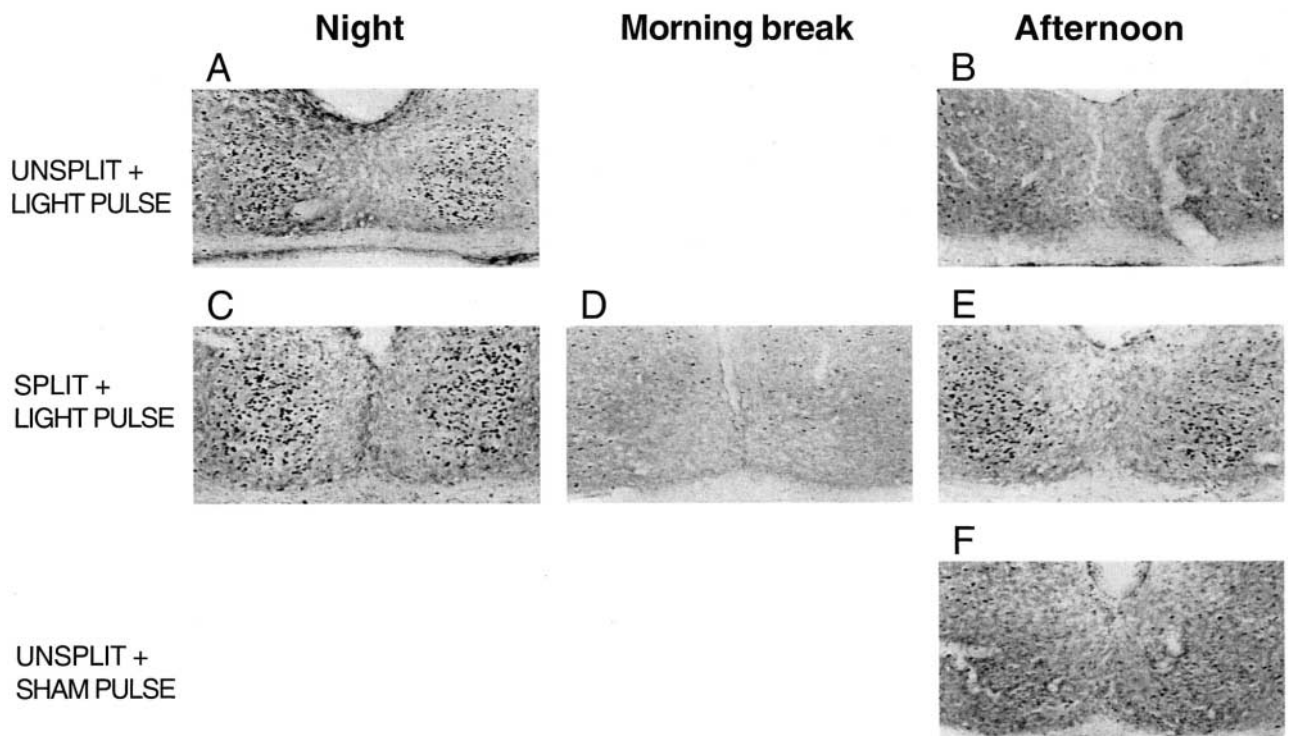 Night
Morning break
Afternoon
A
B
UNSPLIT +
LIGHT PULSE
C
D
E
SPLIT +
LIGHT PULSE
F
UNSPLIT +
SHAM PULSE